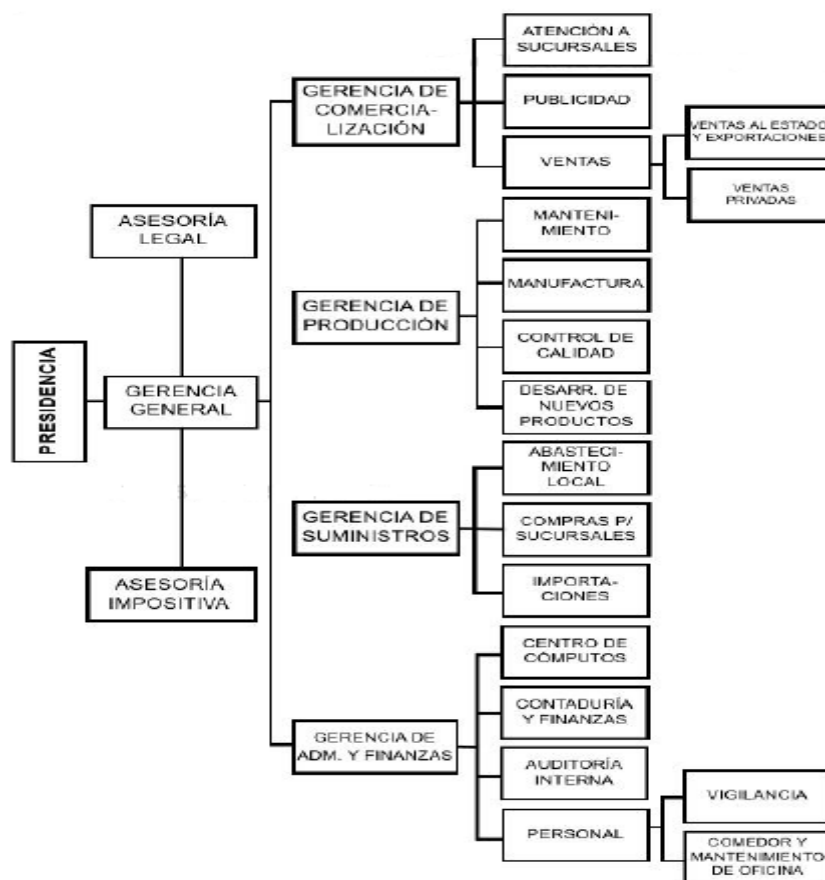 PRESIDENCIA
ASESORÍA
LEGAL
GERENCIA
GENERAL
ASESORÍA
IMPOSITIVA
GERENCIA DE
COMERCIA-
LIZACIÓN
ATENCIÓN A
SUCURSALES
PUBLICIDAD
VENTAS
VENTAS AL ESTADO
Y EXPORTACIONES
VENTAS
PRIVADAS
GERENCIA DE
PRODUCCIÓN
MANTENI-
MIENTO
MANUFACTURA
CONTROL DE
CALIDAD
DESARR. DE
NUEVOS
PRODUCTOS
GERENCIA DE
SUMINISTROS
ABASTECI-
MIENTO
LOCAL
COMPRAS P/
SUCURSALES
IMPORTA-
CIONES
GERENCIA DE
ADM. Y FINANZAS
CENTRO DE
CÓMPUTOS
CONTADURÍA
Y FINANZAS
AUDITORÍA
INTERNA
PERSONAL
VIGILANCIA
COMEDOR Y
MANTENIMIENTO
DE OFICINA